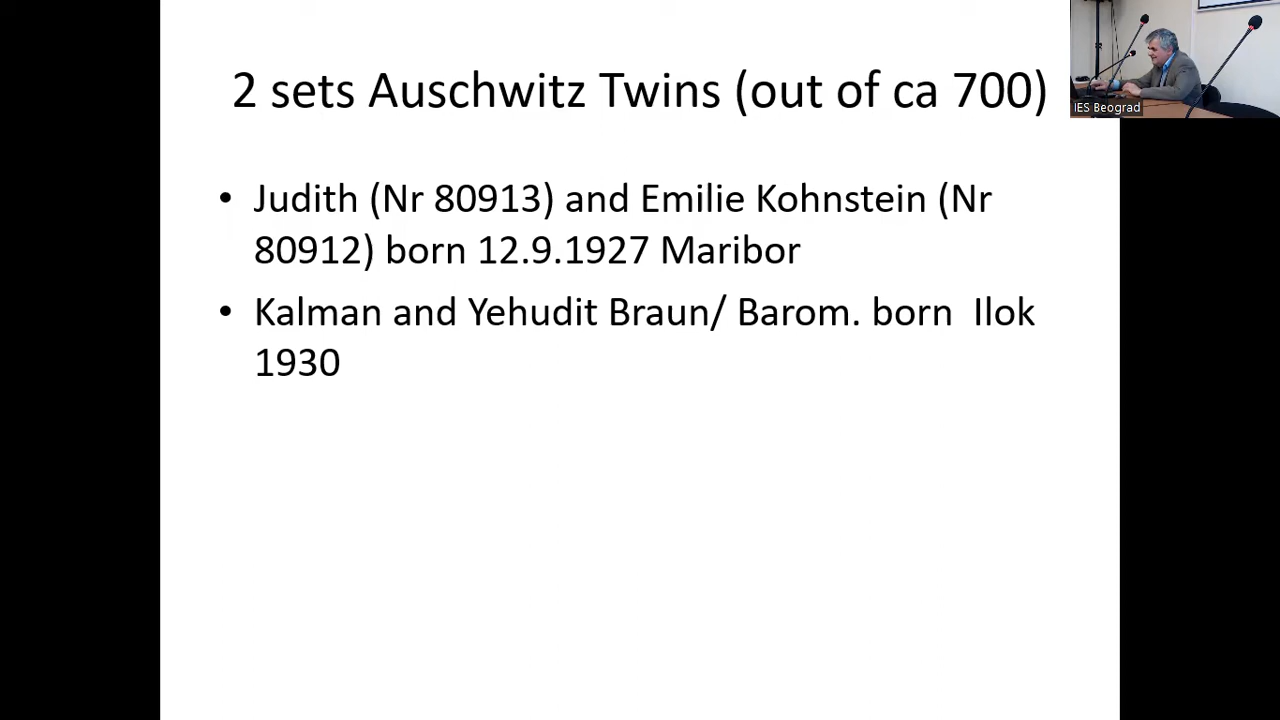 2 sets Auschwitz Twins (out of ca 700)
• Judith (Nr 80913) and Emilie Kohnstein (Nr
80912) born 12.9.1927 Maribor
• Kalman and Yehudit Braun/ Barom. born  Ilok
1930
IES Beograd